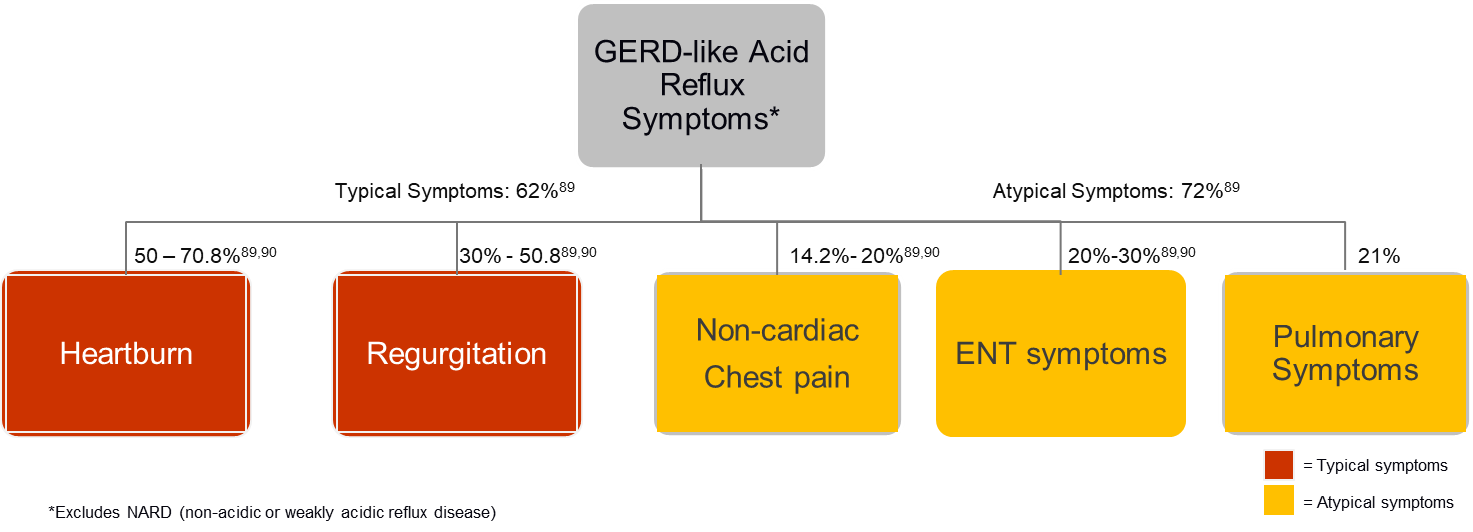 GERD-like Acid
Reflux
Symptoms*
Typical Symptoms: 62%89
Atypical Symptoms: 72%89
50 – 70.8%89,90
30% - 50.889,90
14.2%- 20%89,90
20%-30%89,90
21%
Heartburn
Regurgitation
Non-cardiac
Chest pain
ENT symptoms
Pulmonary
Symptoms
= Typical symptoms
= Atypical symptoms
*Excludes NARD (non-acidic or weakly acidic reflux disease)